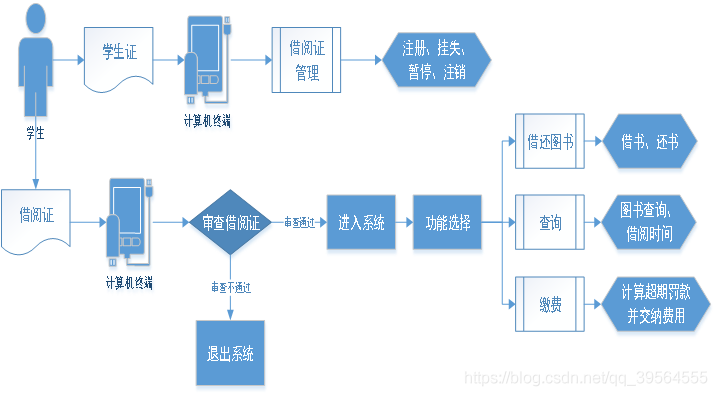 学生
学生证
计算机终端
借阅证
管理
注册、挂失、
暂停、注销
借阅证
计算机终端
审查借阅证
审查通过
审查不通过
退出系统
进入系统
功能选择
借还图书
借书、还书
查询
图书查询、
借阅时间
缴费
计算超期罚款
并交纳费用
https://blog.csdn.net/qq_39564555